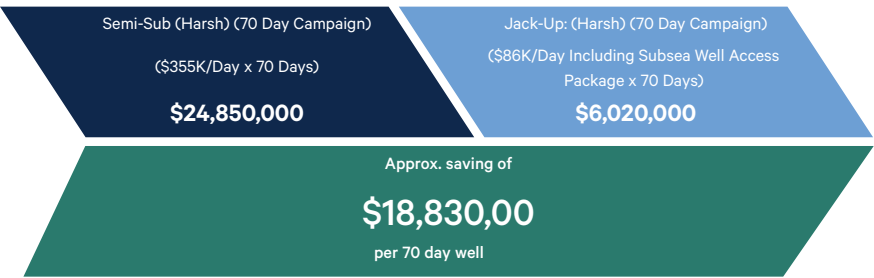 Semi-Sub (Harsh) (70 Day Campaign)
($355K/Day x 70 Days)
$24,850,000
Jack-Up: (Harsh) (70 Day Campaign)
($86K/Day Including Subsea Well Access
Package x 70 Days)
$6,020,000
Approx. saving of
$18,830,00
per 70 day well